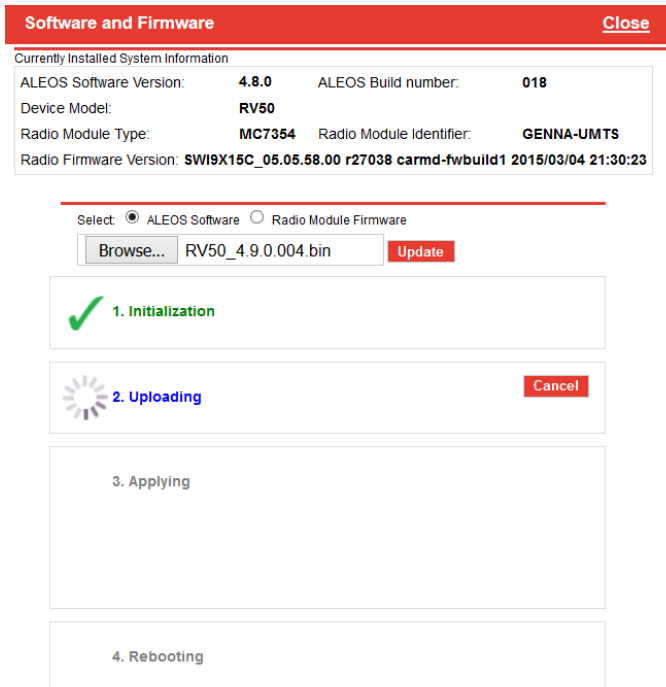 Software and Firmware Close
Currently Installed System Information
ALEOS Software Version: 4.8.0 ALEOS Build number: 018
Device Model: RV50
Radio Module Type: MC7354 Radio Module Identifier: GENNA-UMTS
Radio Firmware Version: SWI9X15C_05.05.58.00 r27038 carmd-fwbuild1 2015/03/04 21:30:23
Select: ALEOS Software Radio Module Firmware
Browse... RV50_4.9.0.004.bin Update
1. Initialization
2. Uploading Cancel
3. Applying
4. Rebooting